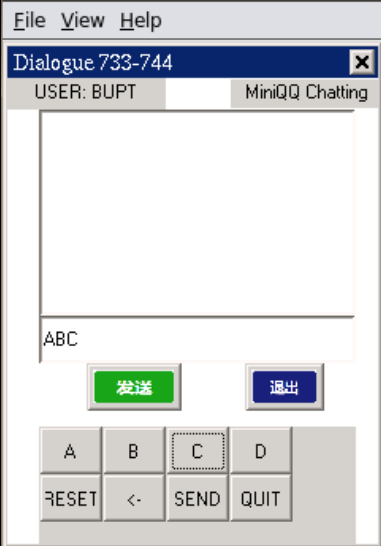 File View Help
Dialogue 733-744
USER: BUPT MiniQQ Chatting
ABC
发送 退出
A B C D
RESET <- SEND QUIT